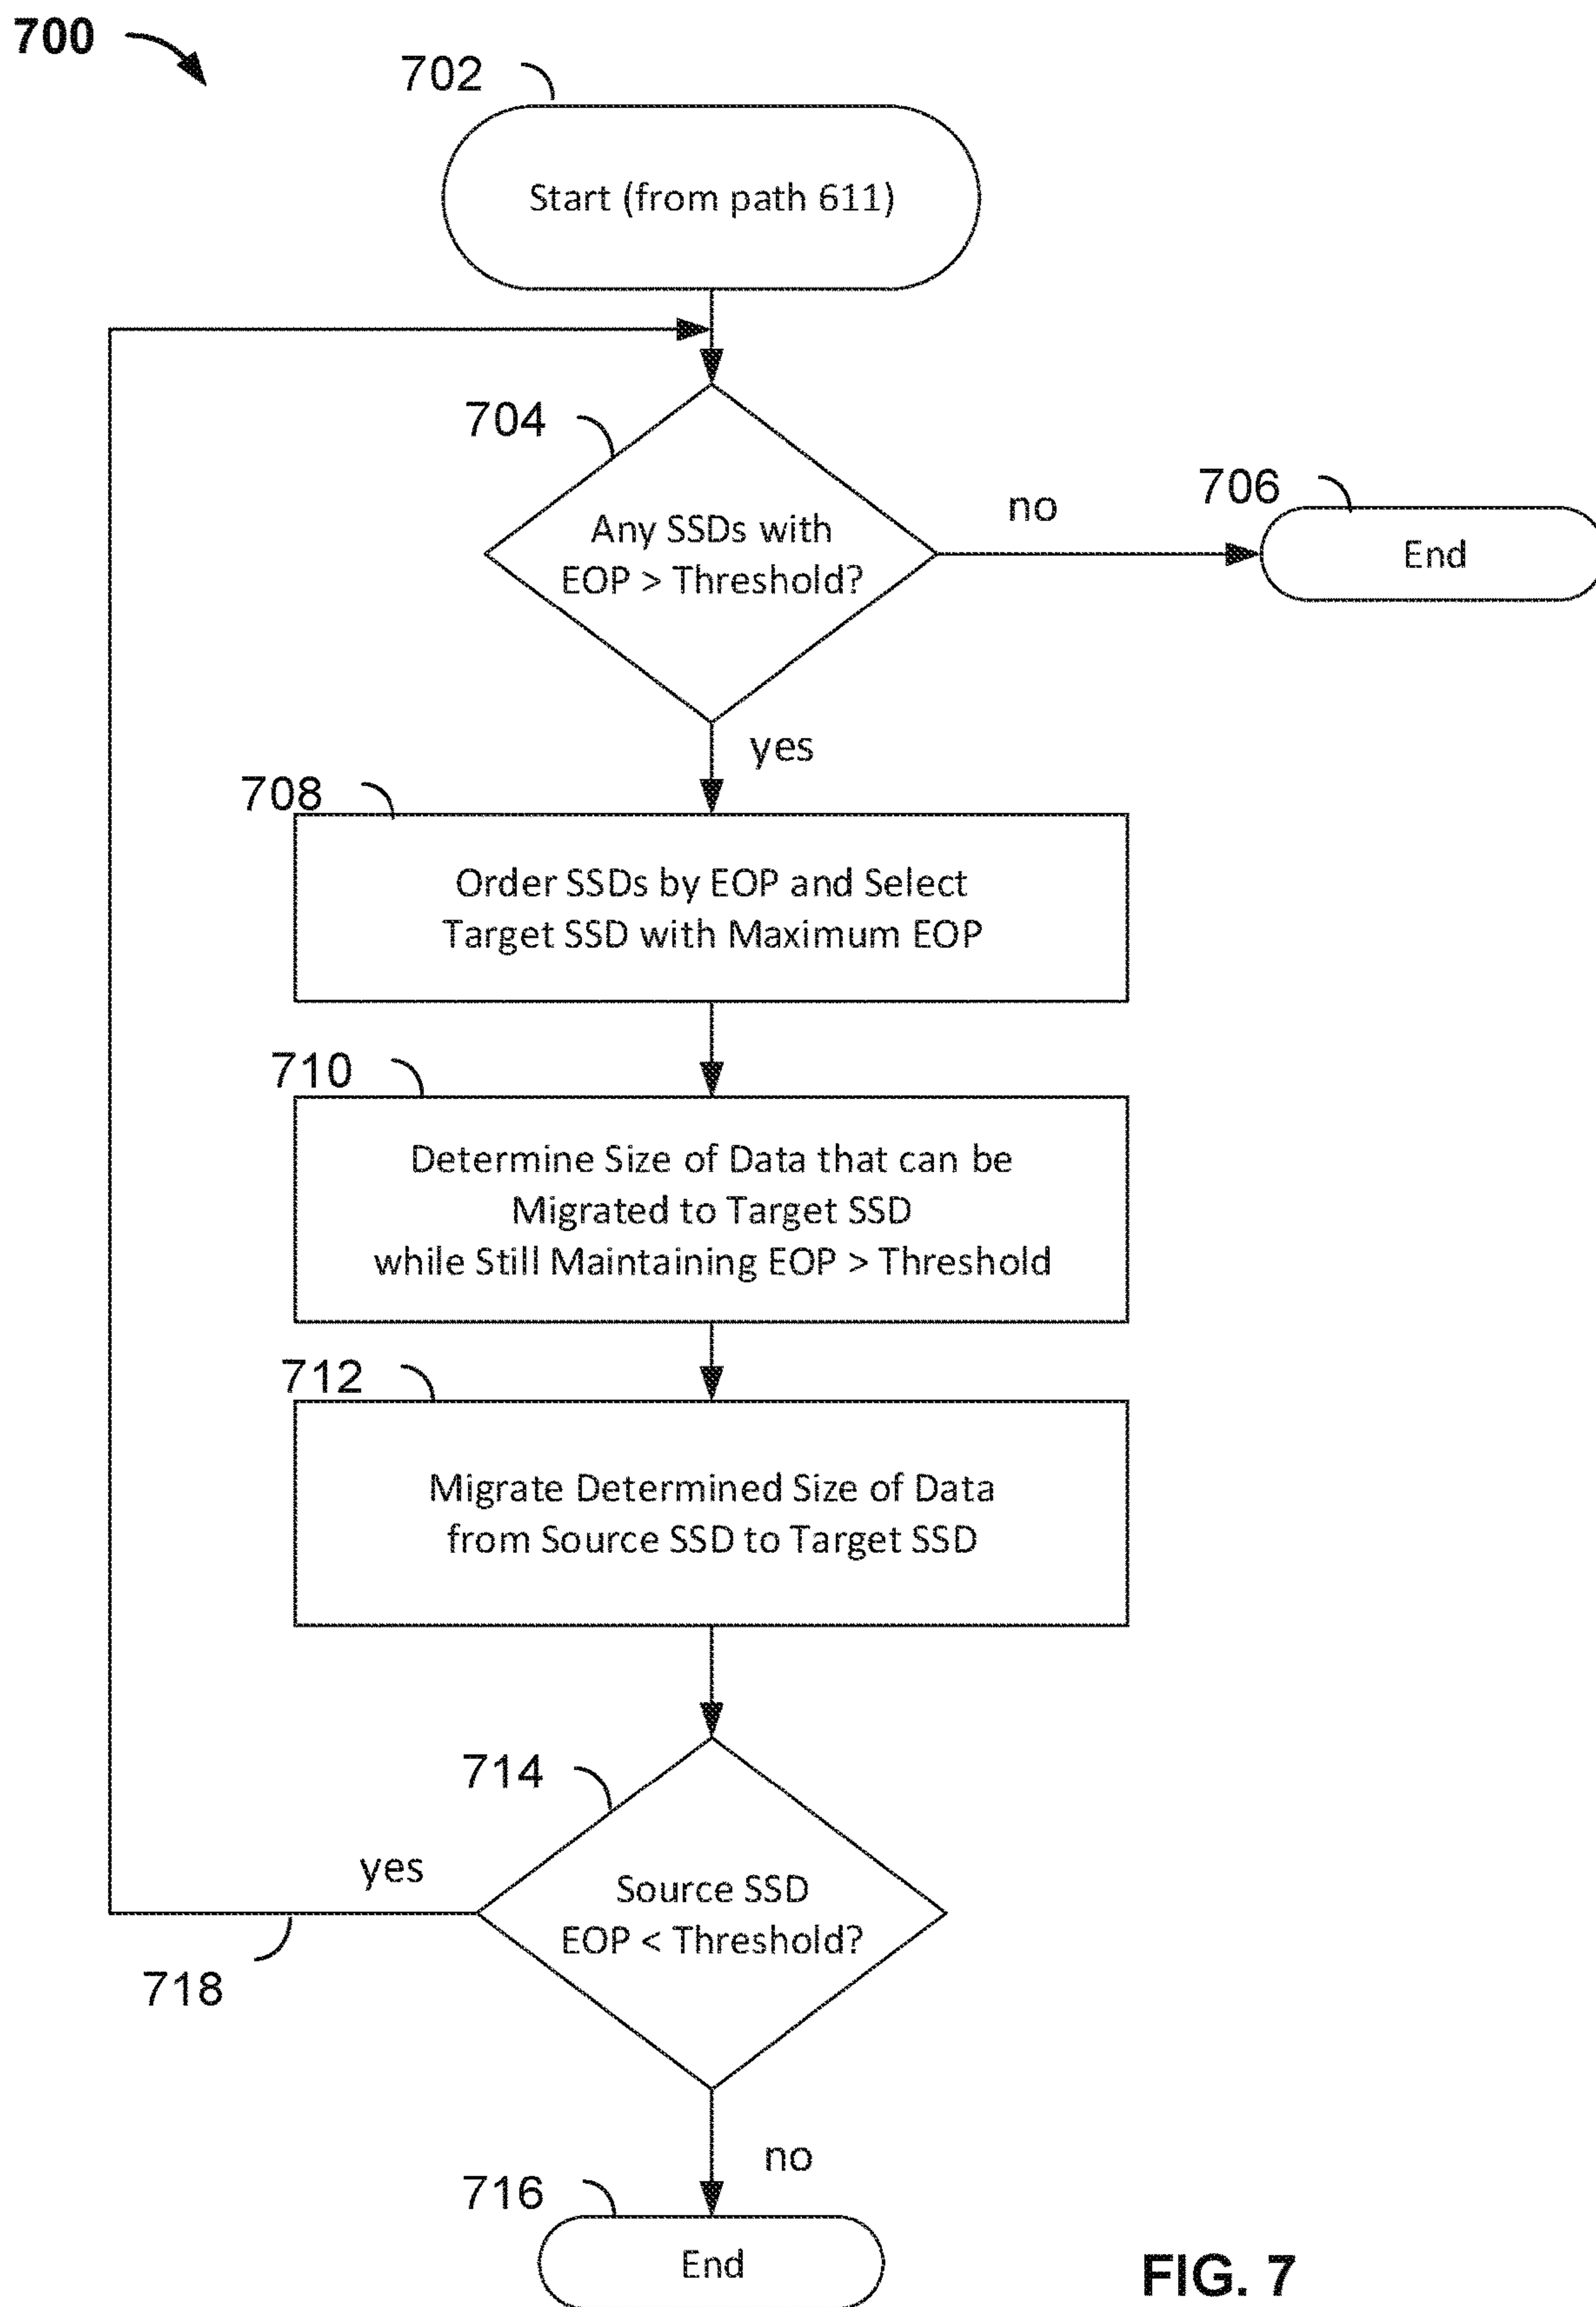 700
702
Start (from path 611)
704
Any SSDs with
EOP > Threshold?
no
706
End
yes
708
Order SSDs by EOP and Select
Target SSD with Maximum EOP
710
Determine Size of Data that can be
Migrated to Target SSD
while Still Maintaining EOP > Threshold
712
Migrate Determined Size of Data
from Source SSD to Target SSD
714
Source SSD
EOP < Threshold?
yes
718
no
716
End
FIG. 7